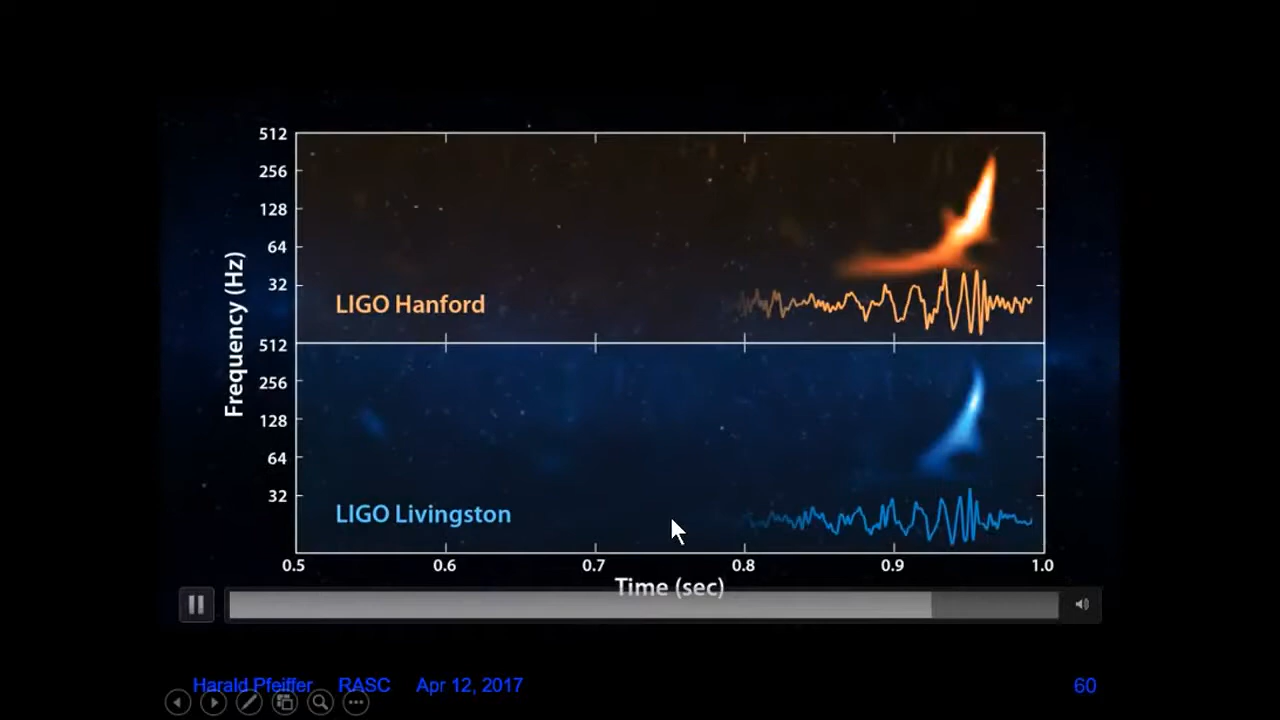 512
256
128
64
32
LIGO Hanford
512
256
128
64
32
LIGO Livingston
Frequency (Hz)
0.5 0.6 0.7 0.8 0.9 1.0
Time (sec)
Harald Pfeiffer RASC Apr 12, 2017 60